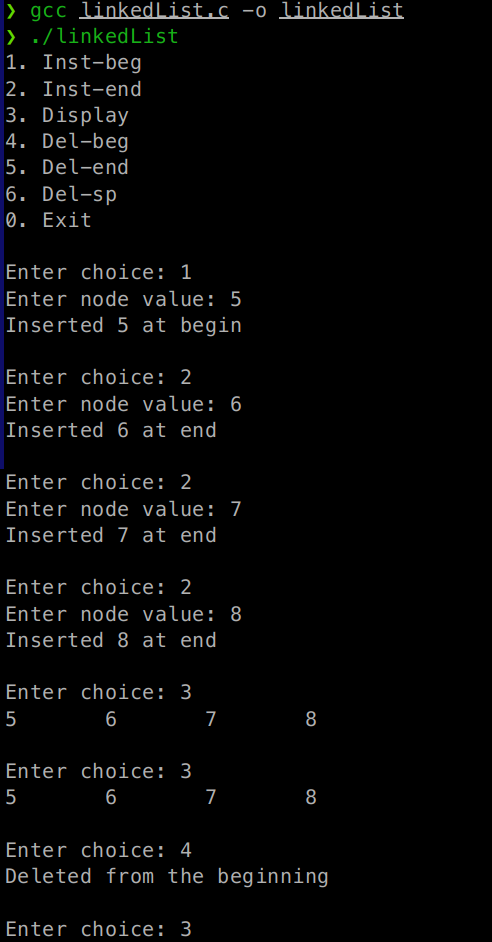 ❯ gcc linkedList.c -o linkedList
❯ ./linkedList
1. Inst-beg
2. Inst-end
3. Display
4. Del-beg
5. Del-end
6. Del-sp
0. Exit

Enter choice: 1
Enter node value: 5
Inserted 5 at begin

Enter choice: 2
Enter node value: 6
Inserted 6 at end

Enter choice: 2
Enter node value: 7
Inserted 7 at end

Enter choice: 2
Enter node value: 8
Inserted 8 at end

Enter choice: 3
5       6       7       8

Enter choice: 3
5       6       7       8

Enter choice: 4
Deleted from the beginning

Enter choice: 3